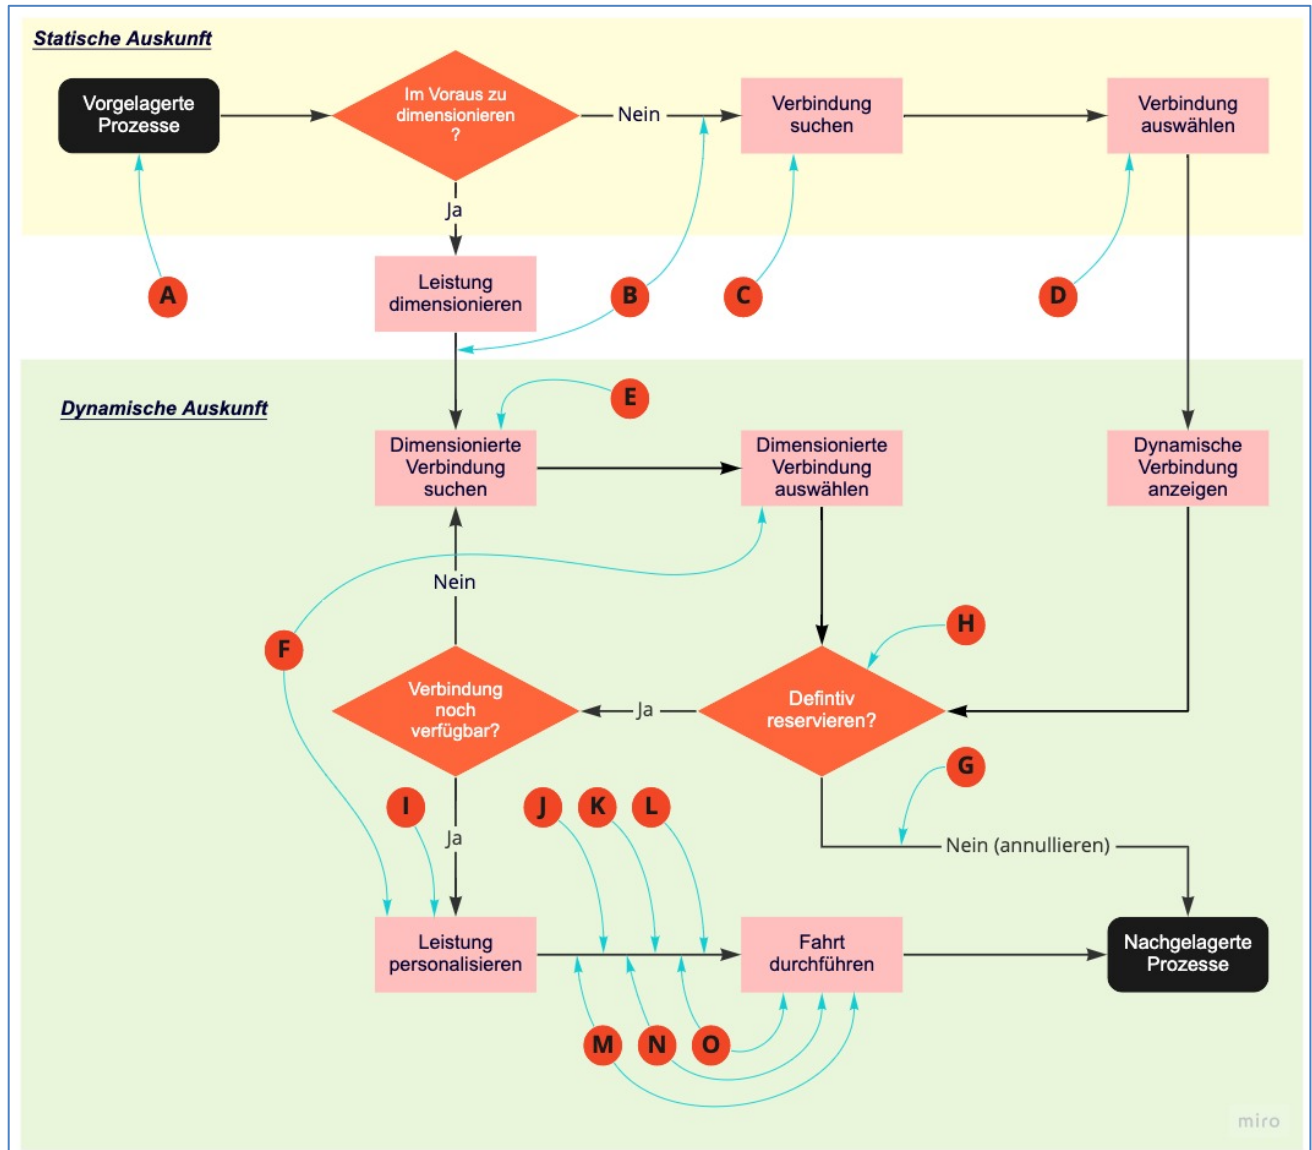 Statische Auskunft
Vorgelagerte
Prozesse
Im Voraus zu
dimensionieren
?
Nein
Verbindung
suchen
Verbindung
auswählen
Ja
Leistung
dimensionieren
A
B
C
D
Dynamische Auskunft
E
Dimensionierte
Verbindung
suchen
Dimensionierte
Verbindung
auswählen
Dynamische
Verbindung
anzeigen
Nein
F
H
Verbindung
noch
verfügbar?
Ja
Defintiv
reservieren?
G
I
J
K
L
Ja
Nein (annullieren)
Leistung
personalisieren
Fahrt
durchführen
Nachgelagerte
Prozesse
M
N
O
miro